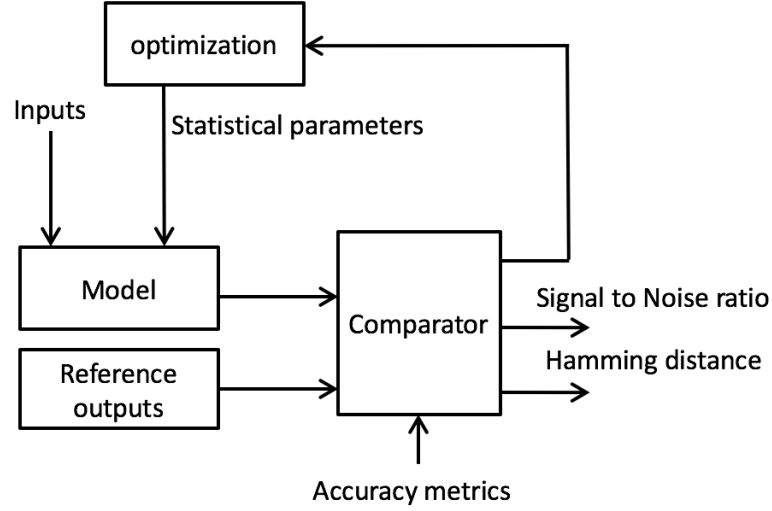 optimization
Inputs
Statistical parameters
Model
Comparator
Signal to Noise ratio
Hamming distance
Reference
outputs
Accuracy metrics